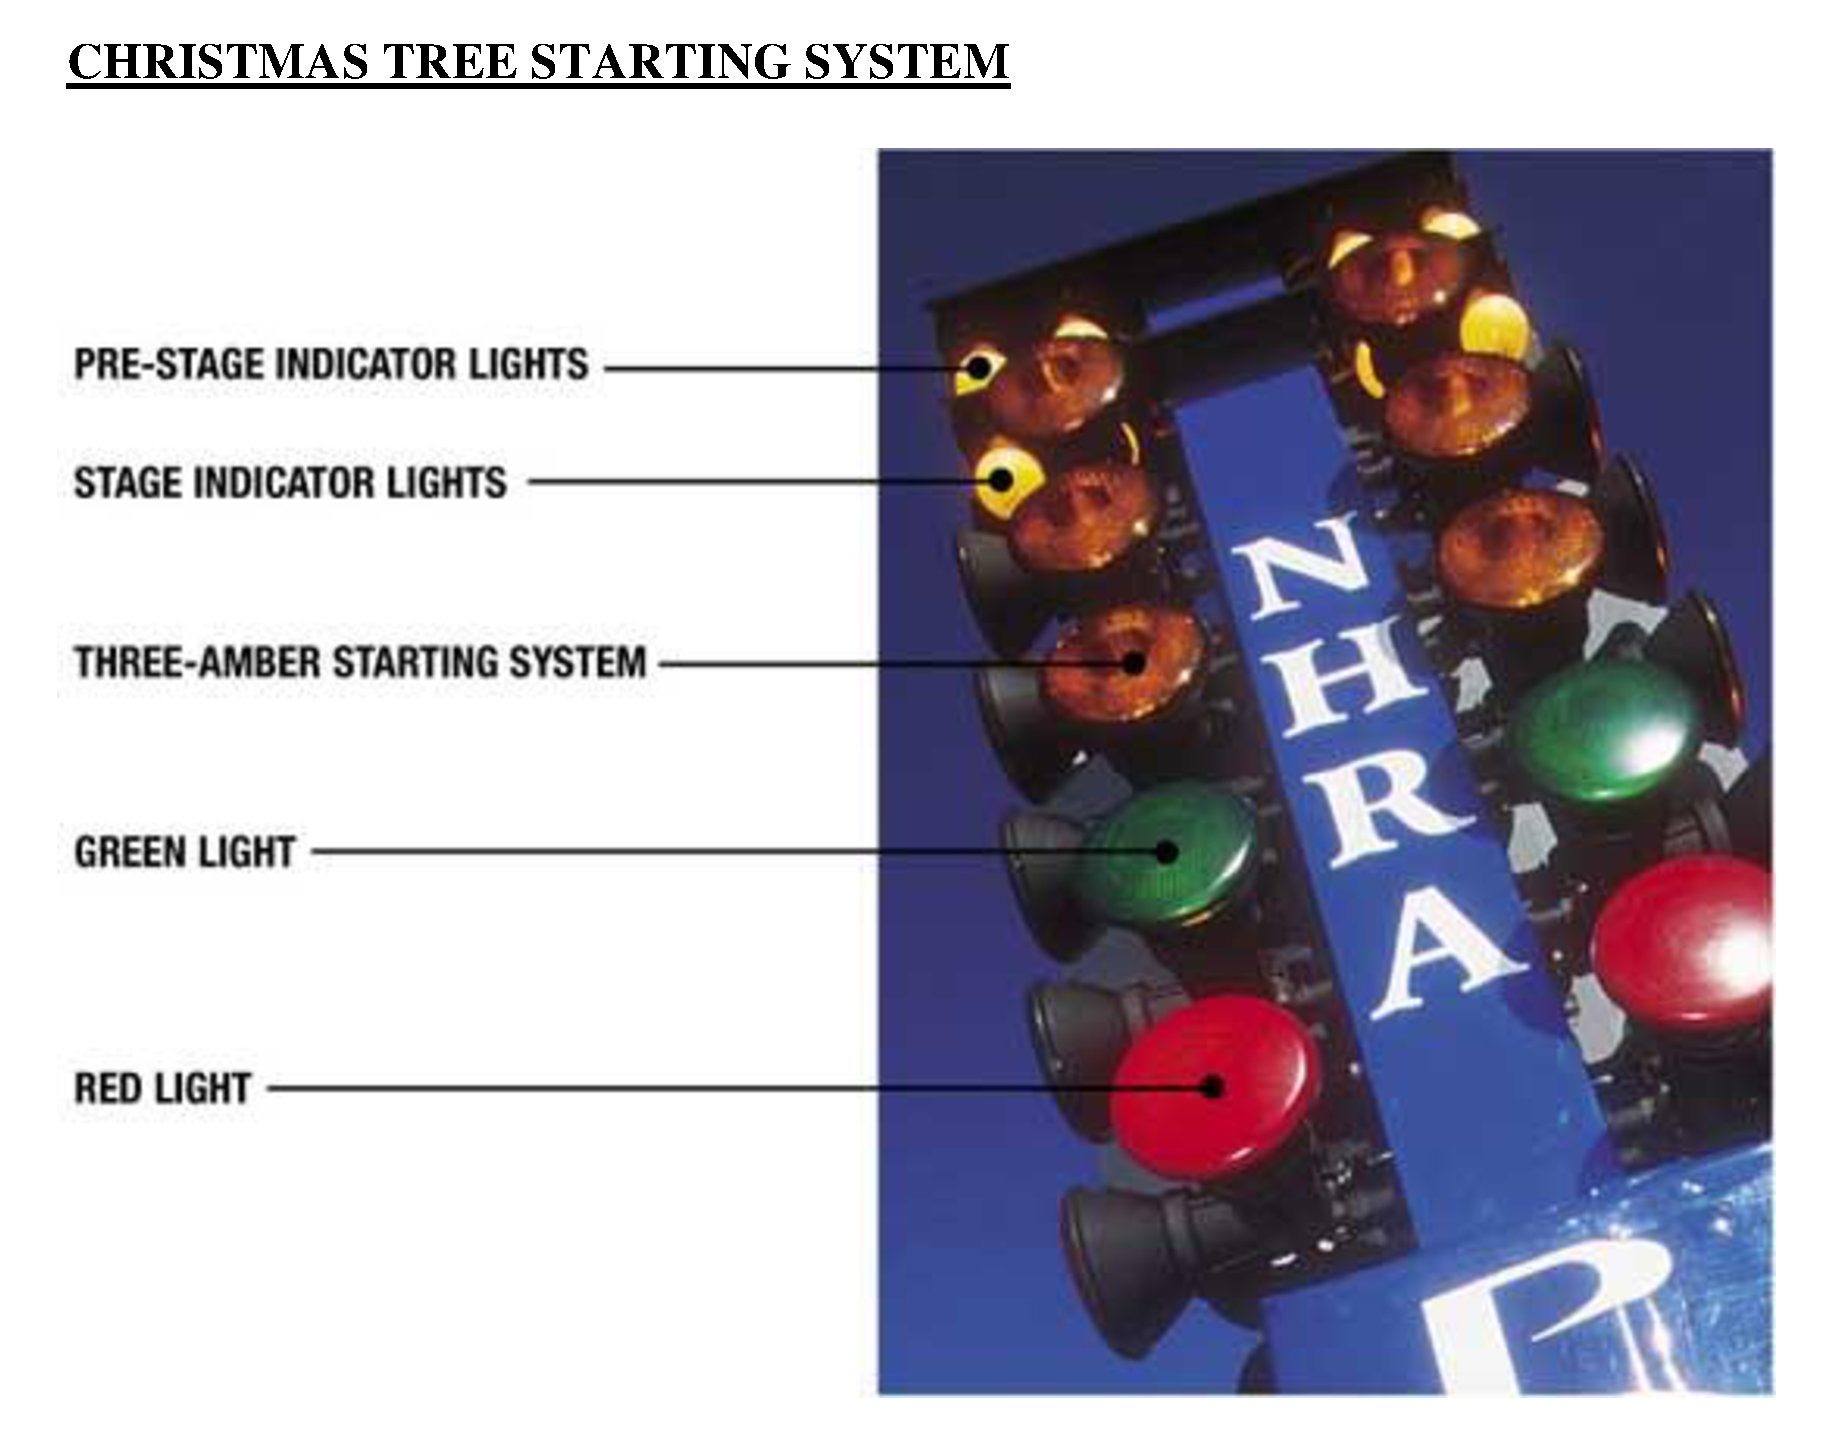 CHRISTMAS TREE STARTING SYSTEM
PRE-STAGE INDICATOR LIGHTS
STAGE INDICATOR LIGHTS
THREE-AMBER STARTING SYSTEM
GREEN LIGHT
RED LIGHT
N
H
R
A